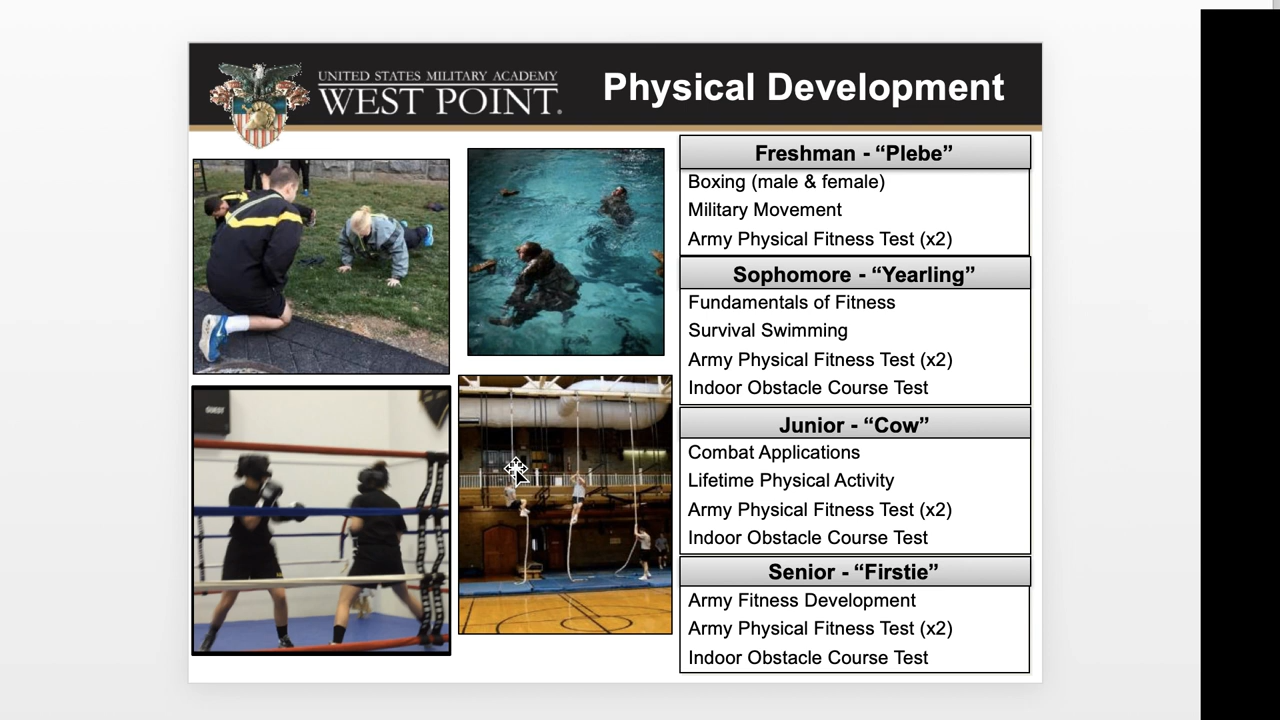 UNITED STATES MILITARY ACADEMY
WEST POINT.
Physical Development
Freshman - “Plebe”
Boxing (male & female)
Military Movement
Army Physical Fitness Test (x2)
Sophomore - “Yearling”
Fundamentals of Fitness
Survival Swimming
Army Physical Fitness Test (x2)
Indoor Obstacle Course Test
Junior - “Cow”
Combat Applications
Lifetime Physical Activity
Army Physical Fitness Test (x2)
Indoor Obstacle Course Test
Senior - “Firstie”
Army Fitness Development
Army Physical Fitness Test (x2)
Indoor Obstacle Course Test